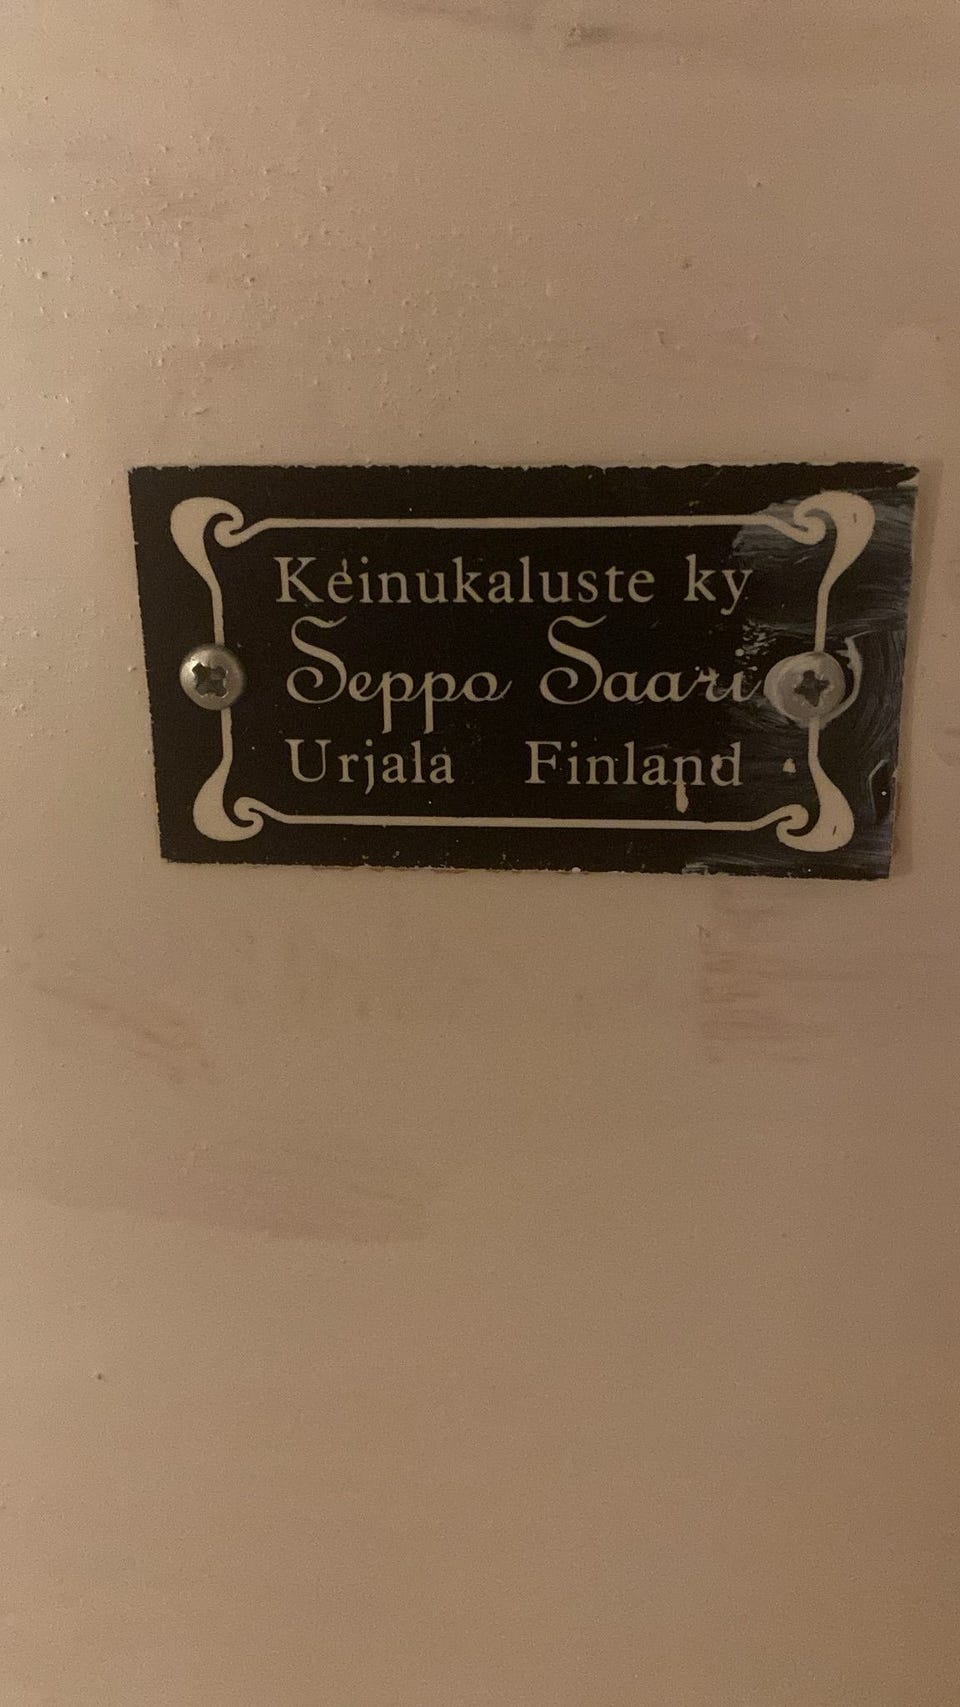 Keinukaluste ky
Seppo Saari
Urjala Finland